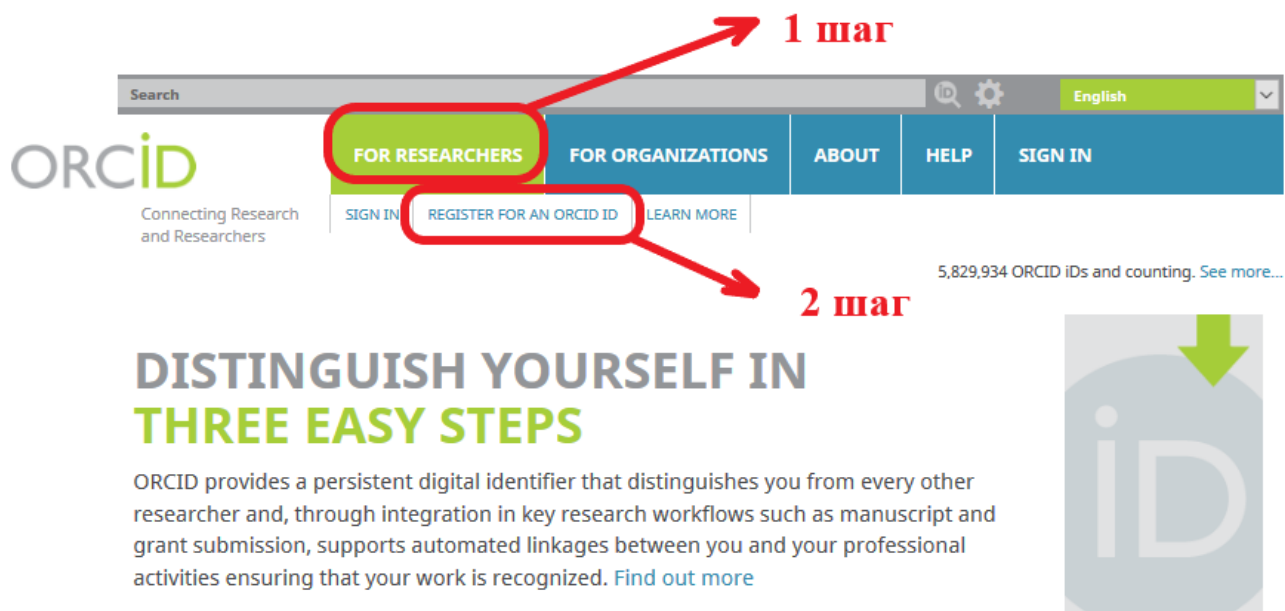 1 шаг
Search
English
ORCID
FOR RESEARCHERS
FOR ORGANIZATIONS
ABOUT
HELP
SIGN IN
Connecting Research
and Researchers
SIGN IN
REGISTER FOR AN ORCID ID
LEARN MORE
5,829,934 ORCID iDs and counting. See more...
2 шаг
DISTINGUISH YOURSELF IN
THREE EASY STEPS
ORCID provides a persistent digital identifier that distinguishes you from every other
researcher and, through integration in key research workflows such as manuscript and
grant submission, supports automated linkages between you and your professional
activities ensuring that your work is recognized. Find out more
iD